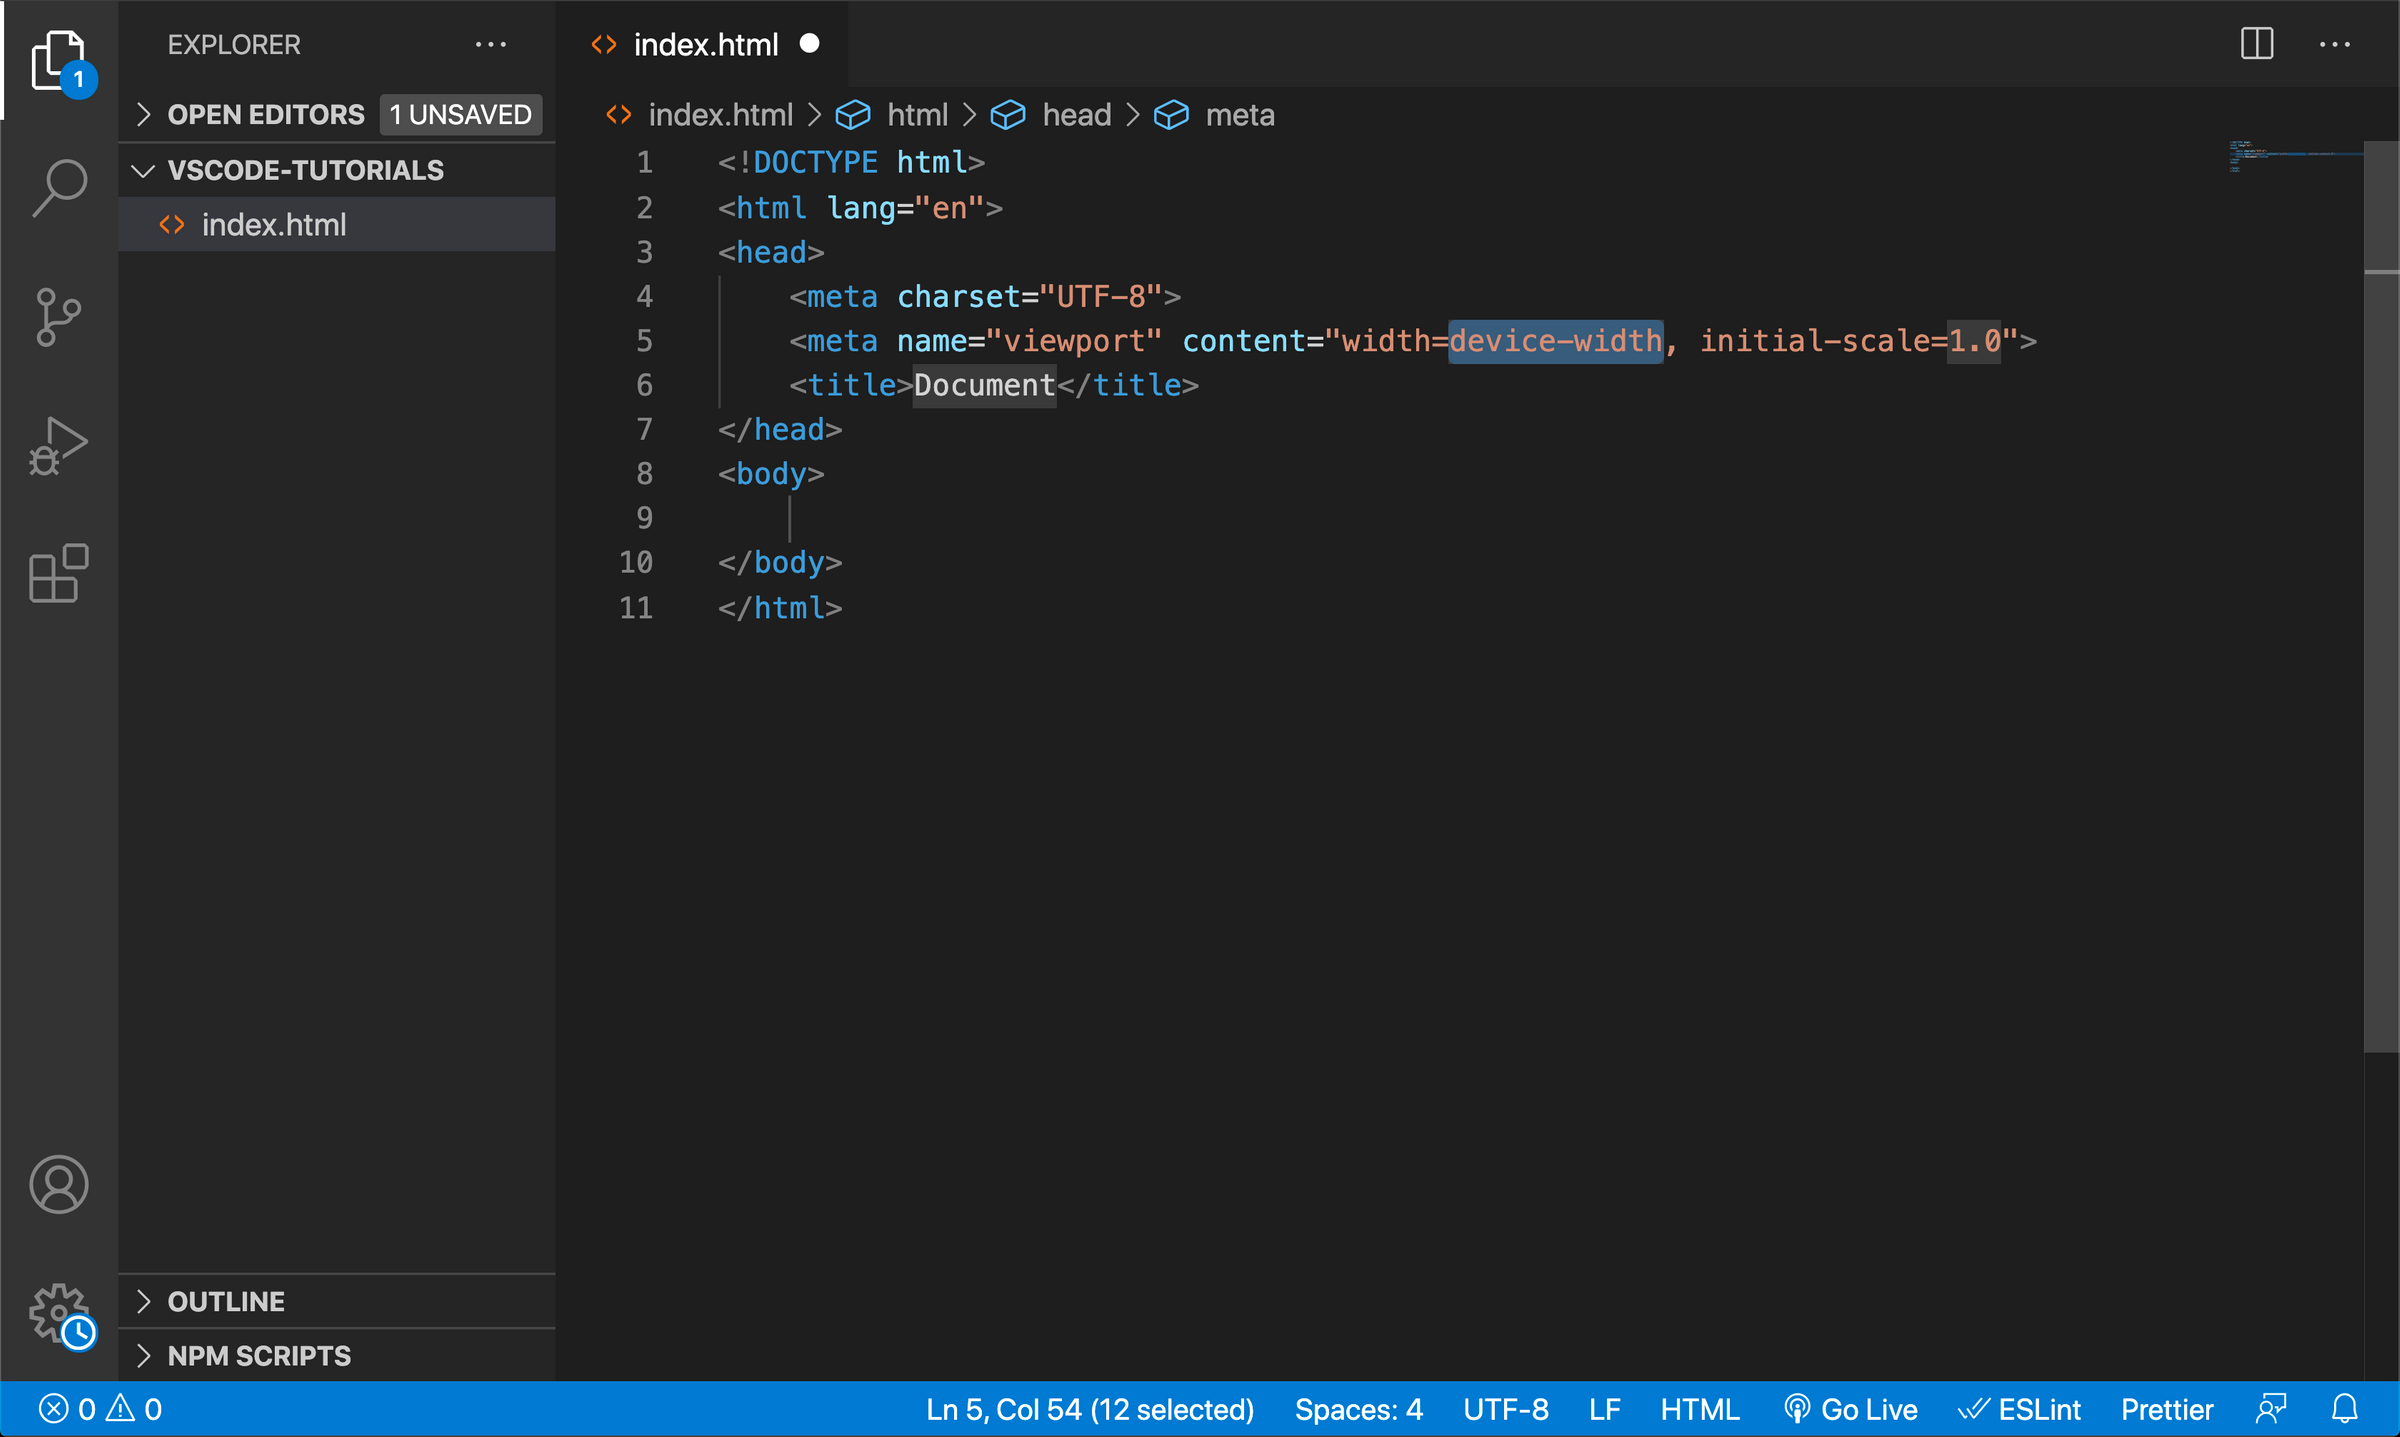 EXPLORER
1
OPEN EDITORS 1 UNSAVED
VSCODE-TUTORIALS
index.html
OUTLINE
NPM SCRIPTS
index.html
index.html > html > head > meta
1 <!DOCTYPE html>
2 <html lang="en">
3 <head>
4 <meta charset="UTF-8">
5 <meta name="viewport" content="width=device-width, initial-scale=1.0">
6 <title>Document</title>
7 </head>
8 <body>
9
10 </body>
11 </html>
0 0 Ln 5, Col 54 (12 selected) Spaces: 4 UTF-8 LF HTML Go Live ESLint Prettier